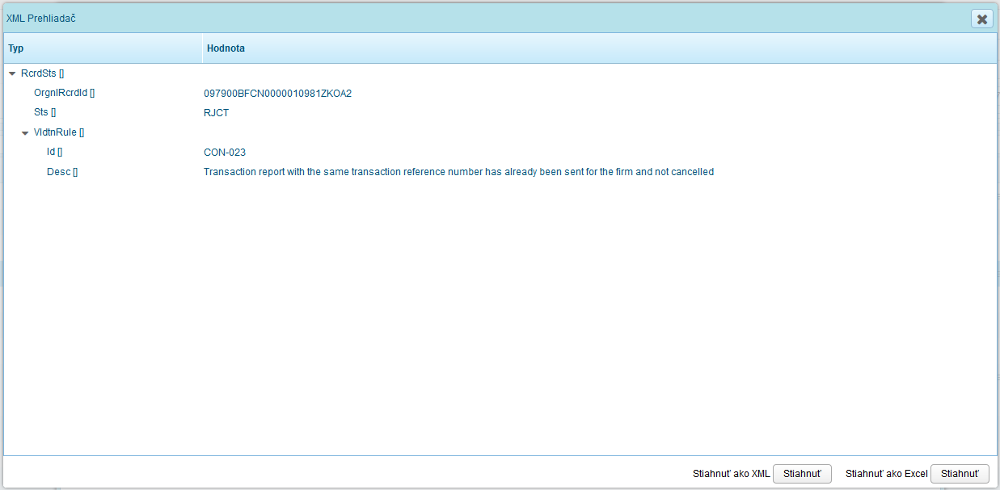 XML Prehliadač
Typ Hodnota
RcrdSts []
OrgnlRcrdId [] 097900BFCN0000010981ZKOA2
Sts [] RJCT
VldtnRule []
Id [] CON-023
Desc [] Transaction report with the same transaction reference number has already been sent for the firm and not cancelled
Stiahnuť ako XML Stiahnuť Stiahnuť ako Excel Stiahnuť